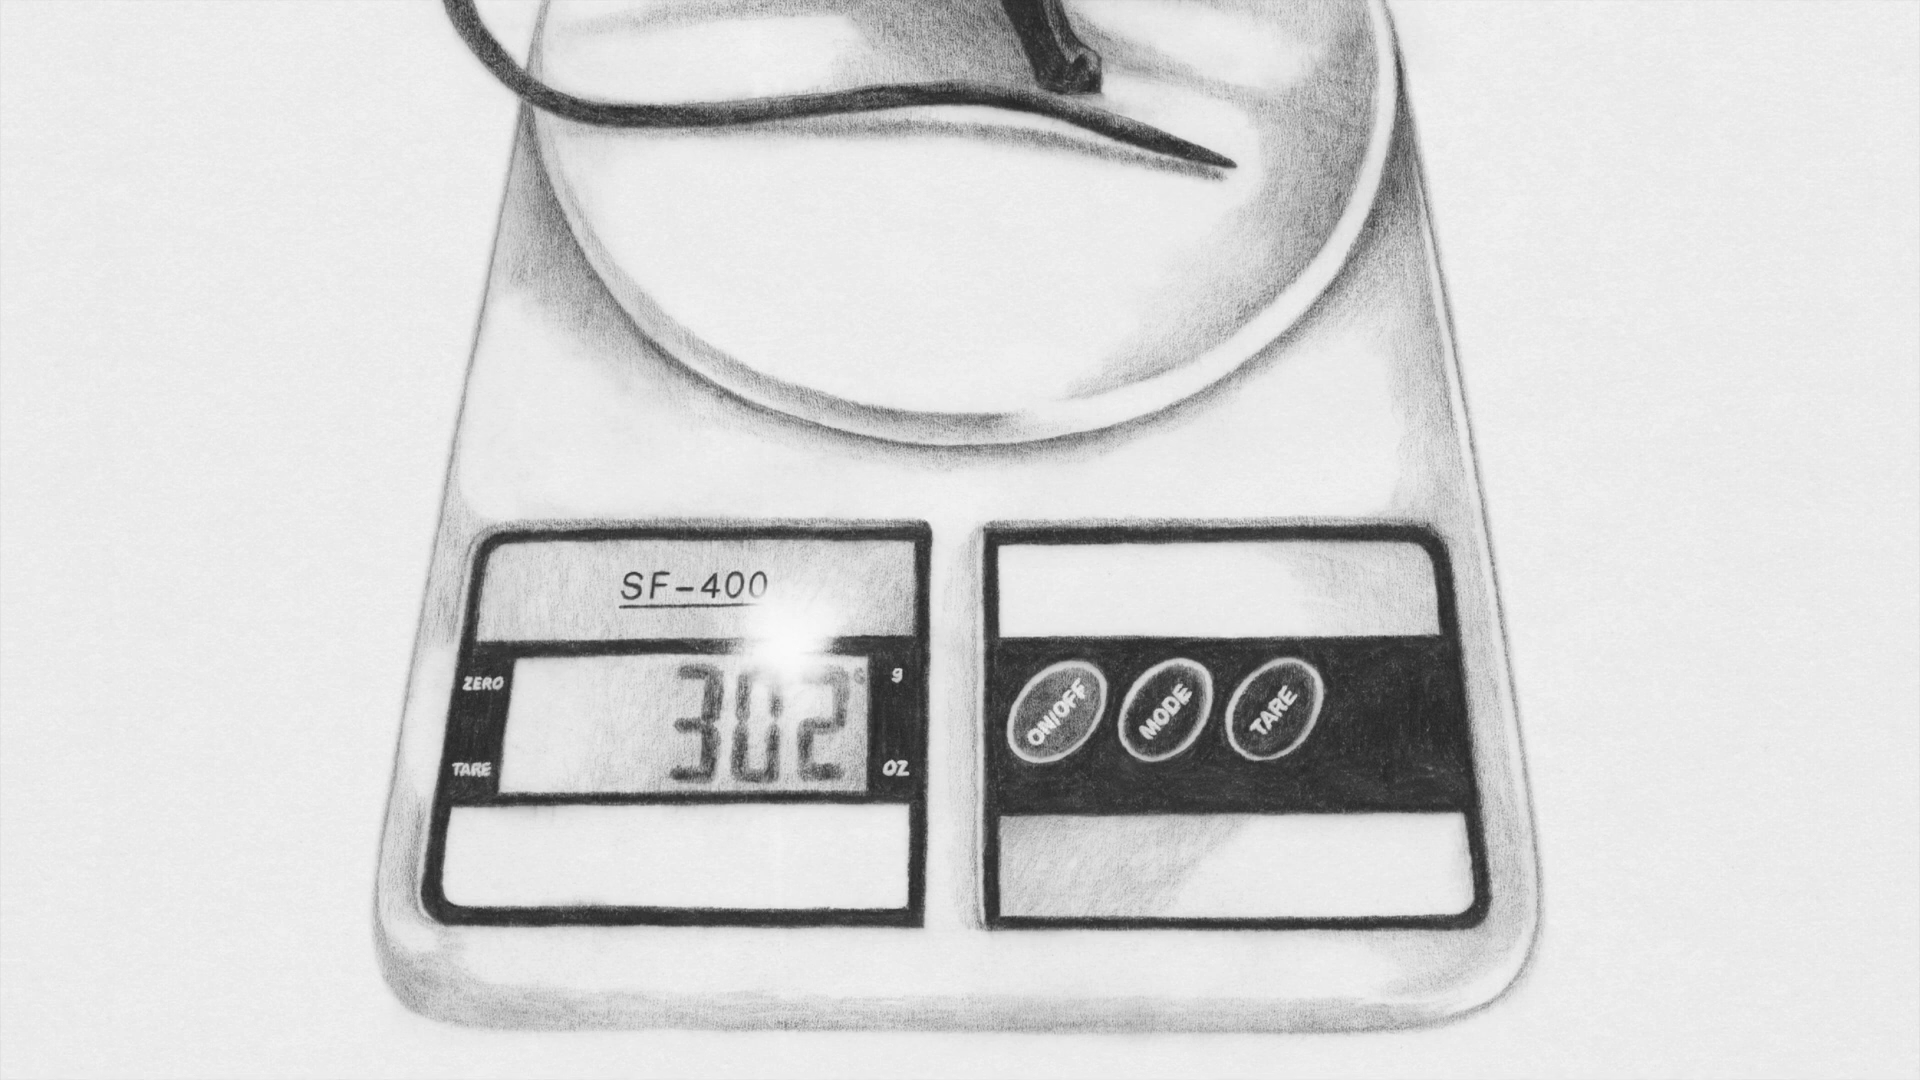 SF-400
ZERO
302
g
TARE
OZ
ON/OFF
MODE
TARE